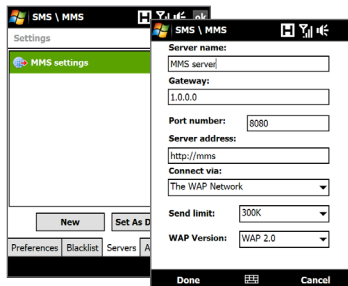 SMS \ MMS
Settings
MMS settings
New
Set As D
Preferences Blacklist Servers A
SMS \ MMS
Server name:
MMS server
Gateway:
1.0.0.0
Port number: 8080
Server address:
http://mms
Connect via:
The WAP Network
Send limit: 300K
WAP Version: WAP 2.0
Done Cancel